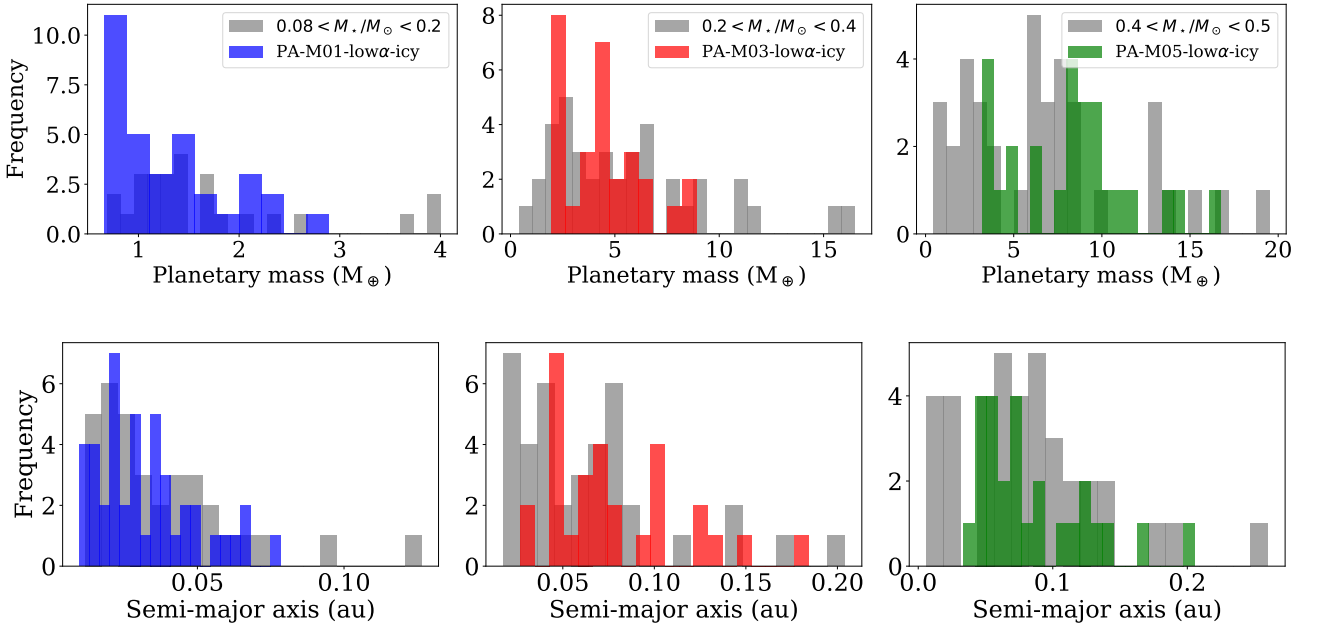 0.08 < M⋆/M⊙ < 0.2
PA-M01-lowα-icy
Frequency
10.0
7.5
5.0
2.5
0.0
1 2 3 4
Planetary mass (M⊕)
0.2 < M⋆/M⊙ < 0.4
PA-M03-lowα-icy
8
6
4
2
0
0 5 10 15
Planetary mass (M⊕)
0.4 < M⋆/M⊙ < 0.5
PA-M05-lowα-icy
4
2
0
0 5 10 15 20
Planetary mass (M⊕)
Frequency
6
4
2
0
0.05 0.10
Semi-major axis (au)
6
4
2
0
0.05 0.10 0.15 0.20
Semi-major axis (au)
4
2
0
0.0 0.1 0.2
Semi-major axis (au)